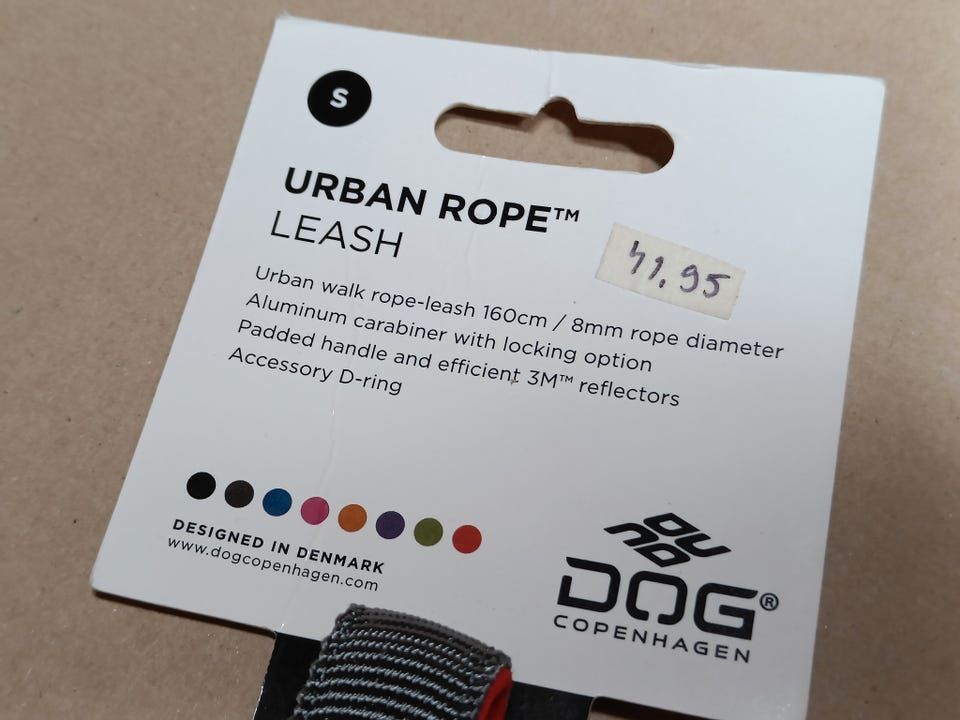 S
URBAN ROPE™
LEASH
41.95
Urban walk rope-leash 160cm / 8mm rope diameter
Aluminum carabiner with locking option
Padded handle and efficient 3M™ reflectors
Accessory D-ring
DESIGNED IN DENMARK
www.dogcopenhagen.com
DOG®
COPENHAGEN